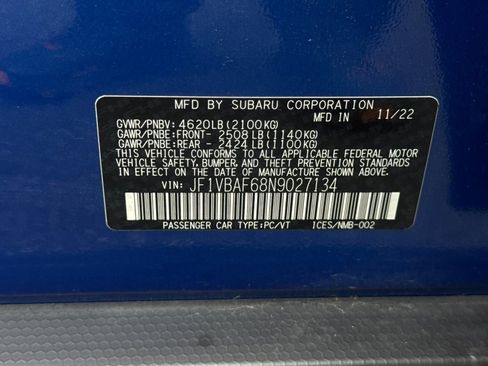 MFD BY SUBARU CORPORATION
GVWR/PNBV: 4620LB(2100KG) MFD IN 11/22
GAWR/PNBE:FRONT- 2508LB(1140KG)
GAWR/PNBE:REAR - 2424LB(1100KG)
THIS VEHICLE CONFORMS TO ALL APPLICABLE FEDERAL MOTOR
VEHICLE SAFETY, BUMPER, AND THEFT PREVENTION STANDARDS
IN EFFECT ON THE DATE OF MANUFACTURE SHOWN ABOVE.
VIN: JF1VBAF68N9027134
PASSENGER CAR TYPE:PC/VT ICES/NMB-002